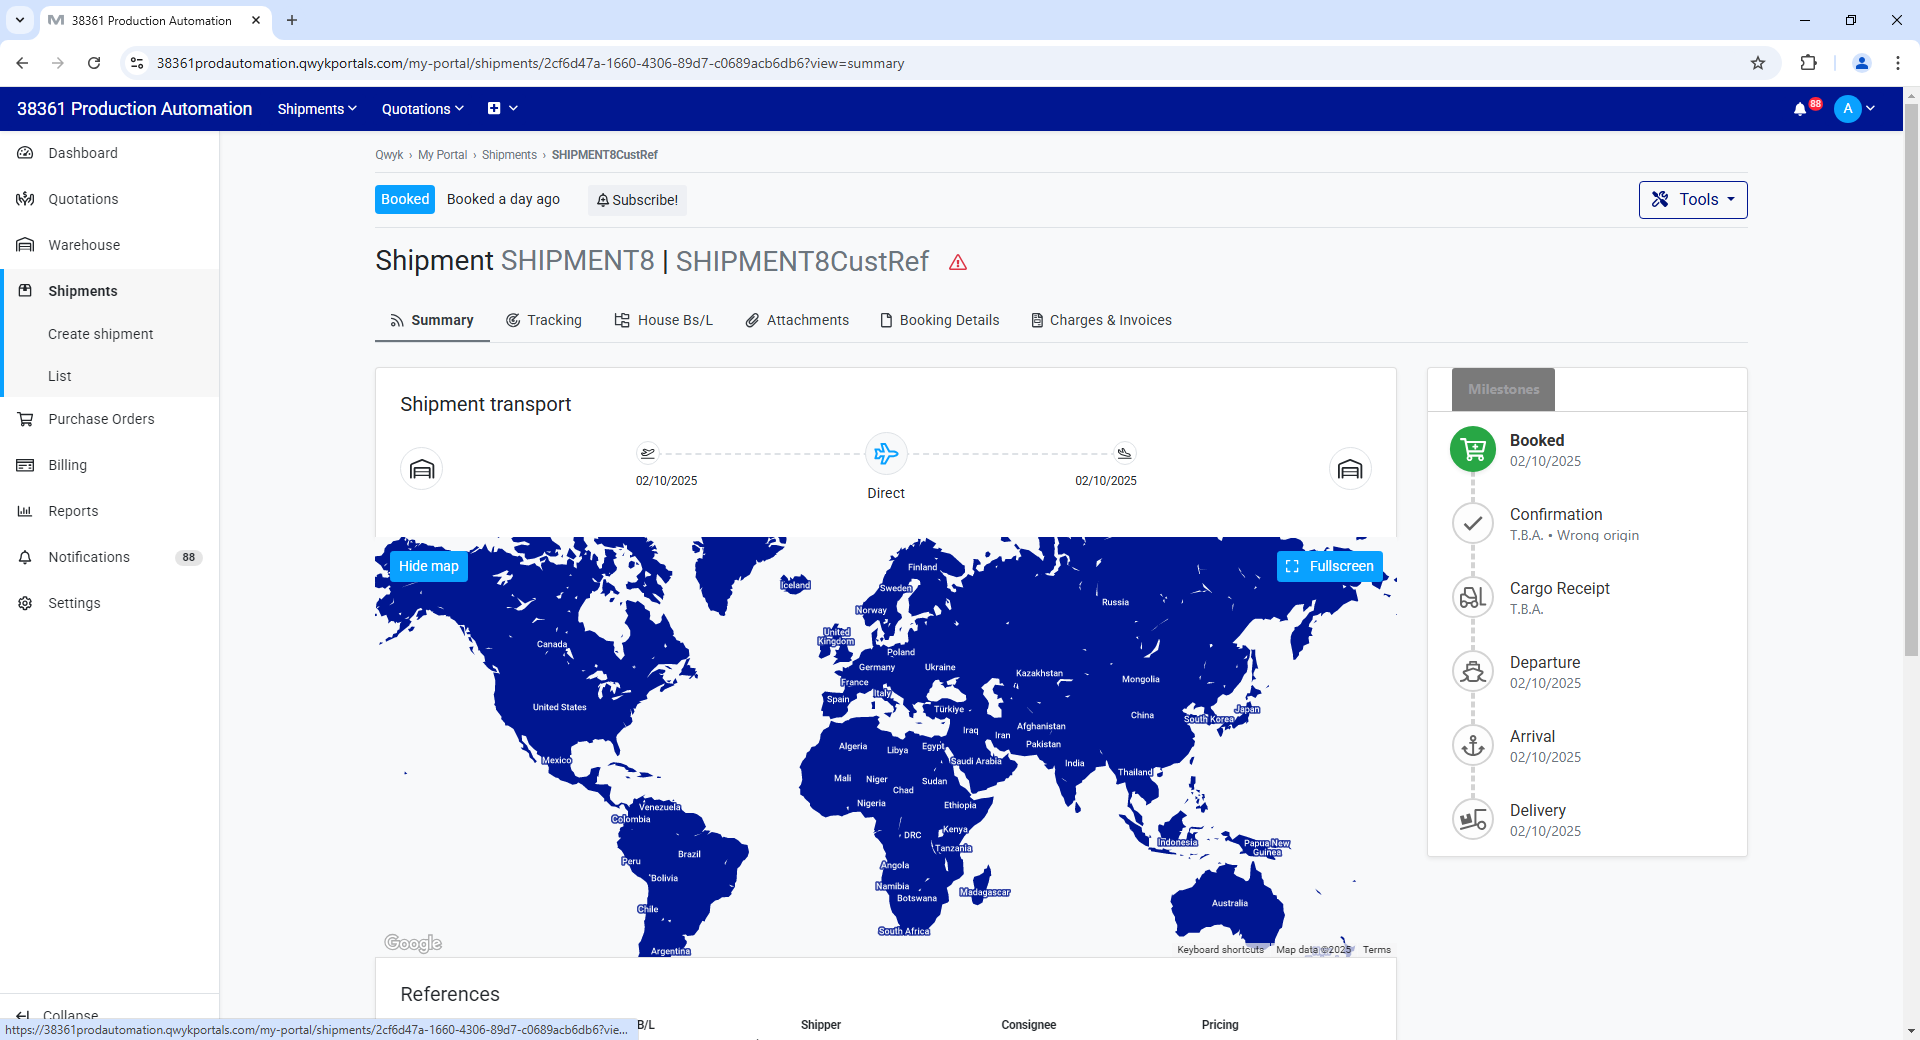 38361 Production Automation
38361prodautomation.qwykportals.com/my-portal/shipments/2cf6d47a-1660-4306-89d7-c0689acb6db6?view=summary
38361 Production Automation
Shipments
Quotations
88
A
Dashboard
Quotations
Warehouse
Shipments
Create shipment
List
Purchase Orders
Billing
Reports
Notifications
88
Settings
Collapse
Qwyk › My Portal › Shipments › SHIPMENT8CustRef
Booked
Booked a day ago
Subscribe!
Tools
Shipment SHIPMENT8 | SHIPMENT8CustRef
Summary
Tracking
House Bs/L
Attachments
Booking Details
Charges & Invoices
Shipment transport
02/10/2025
Direct
02/10/2025
Hide map
Fullscreen
Iceland
Finland
Sweden
Norway
Russia
United
Kingdom
Canada
Poland
Germany
Ukraine
France
Kazakhstan
Mongolia
Italy
Spain
United States
Türkiye
China
South Korea
Japan
Afghanistan
Iraq
Iran
Pakistan
Algeria
Libya
Egypt
Mexico
Saudi Arabia
India
Thailand
Mali
Niger
Sudan
Chad
Nigeria
Ethiopia
Venezuela
Colombia
DRC
Kenya
Tanzania
Indonesia
Papua New
Guinea
Brazil
Peru
Angola
Bolivia
Namibia
Madagascar
Botswana
Australia
Chile
South Africa
Argentina
Google
Keyboard shortcuts
Map data ©2025
Terms
Milestones
Booked
02/10/2025
Confirmation
T.B.A. • Wrong origin
Cargo Receipt
T.B.A.
Departure
02/10/2025
Arrival
02/10/2025
Delivery
02/10/2025
References
B/L
Shipper
Consignee
Pricing
https://38361prodautomation.qwykportals.com/my-portal/shipments/2cf6d47a-1660-4306-89d7-c0689acb6db6?vie...